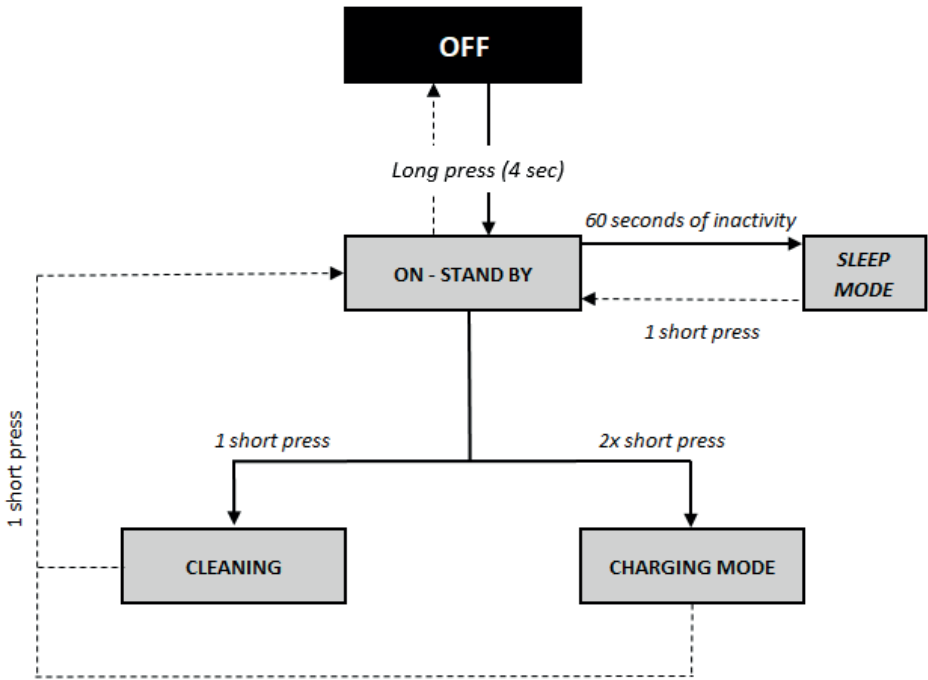 OFF
Long press (4 sec)
60 seconds of inactivity
ON - STAND BY
SLEEP
MODE
1 short press
1 short press
2x short press
1 short press
CLEANING
CHARGING MODE